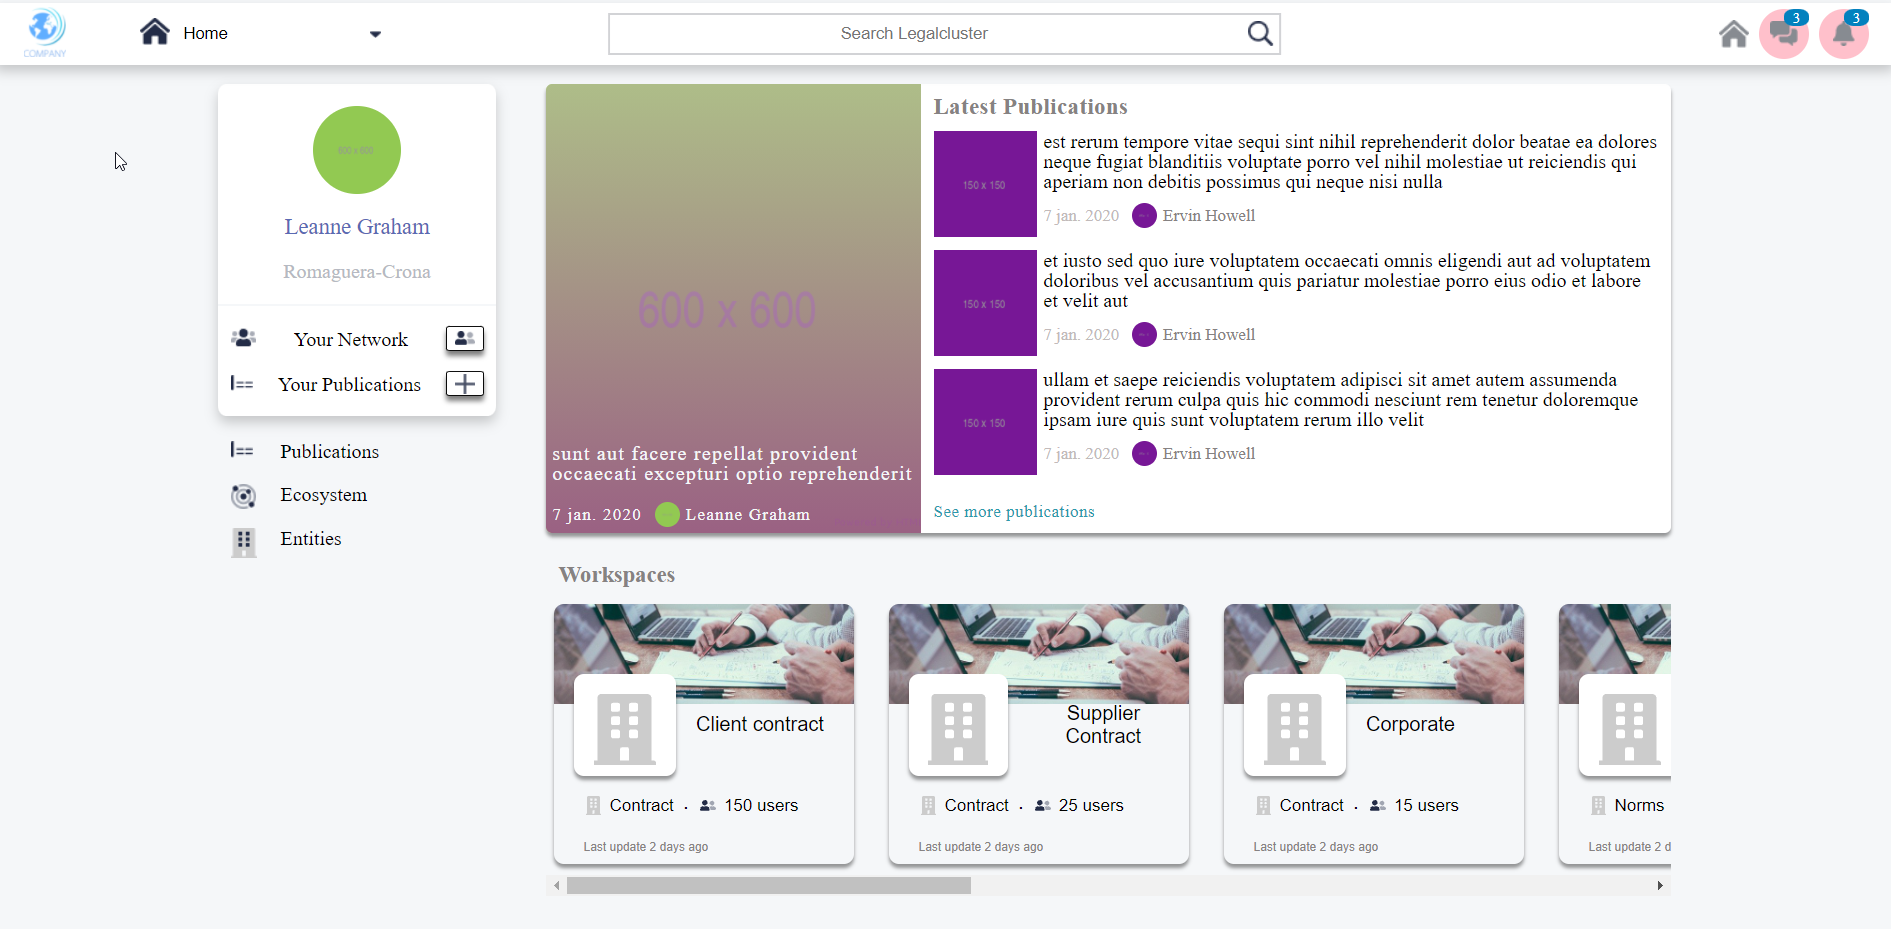 COMPANY
Home
Search Legalcluster
3
3
600 x 600
Leanne Graham
Romaguera-Crona
Your Network
Your Publications
Publications
Ecosystem
Entities
600 x 600
sunt aut facere repellat provident
occaecati excepturi optio reprehenderit
7 jan. 2020
Leanne Graham
Latest Publications
150 x 150
est rerum tempore vitae sequi sint nihil reprehenderit dolor beatae ea dolores
neque fugiat blanditiis voluptate porro vel nihil molestiae ut reiciendis qui
aperiam non debitis possimus qui neque nisi nulla
7 jan. 2020
Ervin Howell
150 x 150
et iusto sed quo iure voluptatem occaecati omnis eligendi aut ad voluptatem
doloribus vel accusantium quis pariatur molestiae porro eius odio et labore
et velit aut
7 jan. 2020
Ervin Howell
150 x 150
ullam et saepe reiciendis voluptatem adipisci sit amet autem assumenda
provident rerum culpa quis hic commodi nesciunt rem tenetur doloremque
ipsam iure quis sunt voluptatem rerum illo velit
7 jan. 2020
Ervin Howell
See more publications
Workspaces
Client contract
Contract . 150 users
Last update 2 days ago
Supplier
Contract
Contract . 25 users
Last update 2 days ago
Corporate
Contract . 15 users
Last update 2 days ago
Norms
Last update 2 d